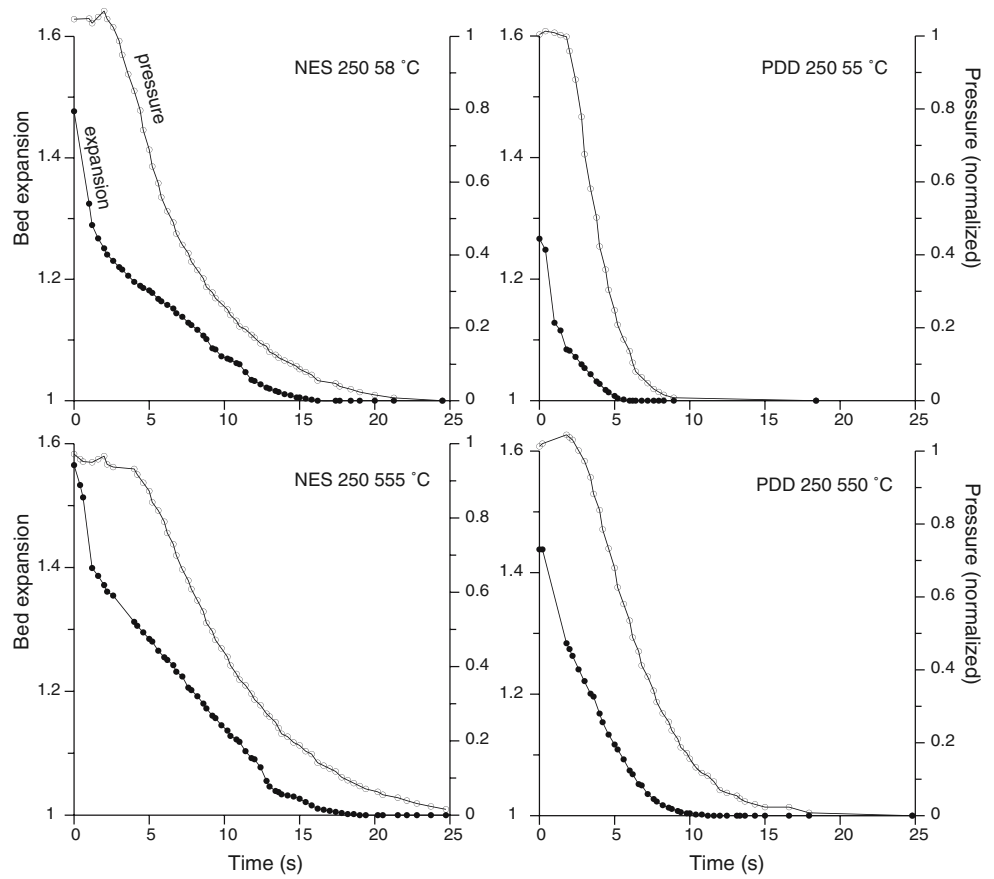 1.6
1.4
1.2
1
Bed expansion
pressure
expansion
NES 250 58 ˚C
0 5 10 15 20 25
1
0.8
0.6
0.4
0.2
0
1.6
1.4
1.2
1
PDD 250 55 ˚C
0 5 10 15 20 25
1
0.8
0.6
0.4
0.2
0
Pressure (normalized)
1.6
1.4
1.2
1
Bed expansion
NES 250 555 ˚C
0 5 10 15 20 25
Time (s)
1
0.8
0.6
0.4
0.2
0
1.6
1.4
1.2
1
PDD 250 550 ˚C
0 5 10 15 20 25
Time (s)
1
0.8
0.6
0.4
0.2
0
Pressure (normalized)